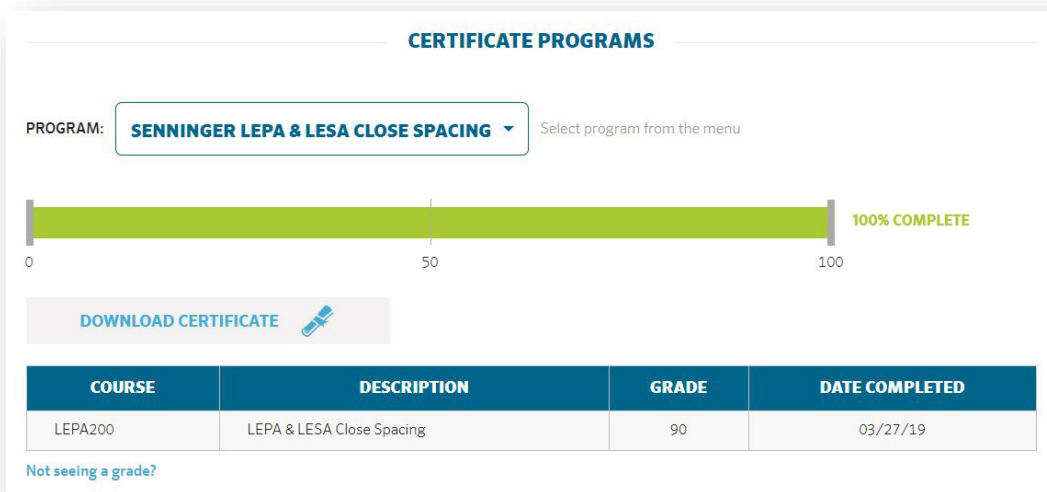 CERTIFICATE PROGRAMS
PROGRAM: SENNINGER LEPA & LESA CLOSE SPACING Select program from the menu
100% COMPLETE
0 50 100
DOWNLOAD CERTIFICATE
COURSE DESCRIPTION GRADE DATE COMPLETED
LEPA200 LEPA & LESA Close Spacing 90 03/27/19
Not seeing a grade?